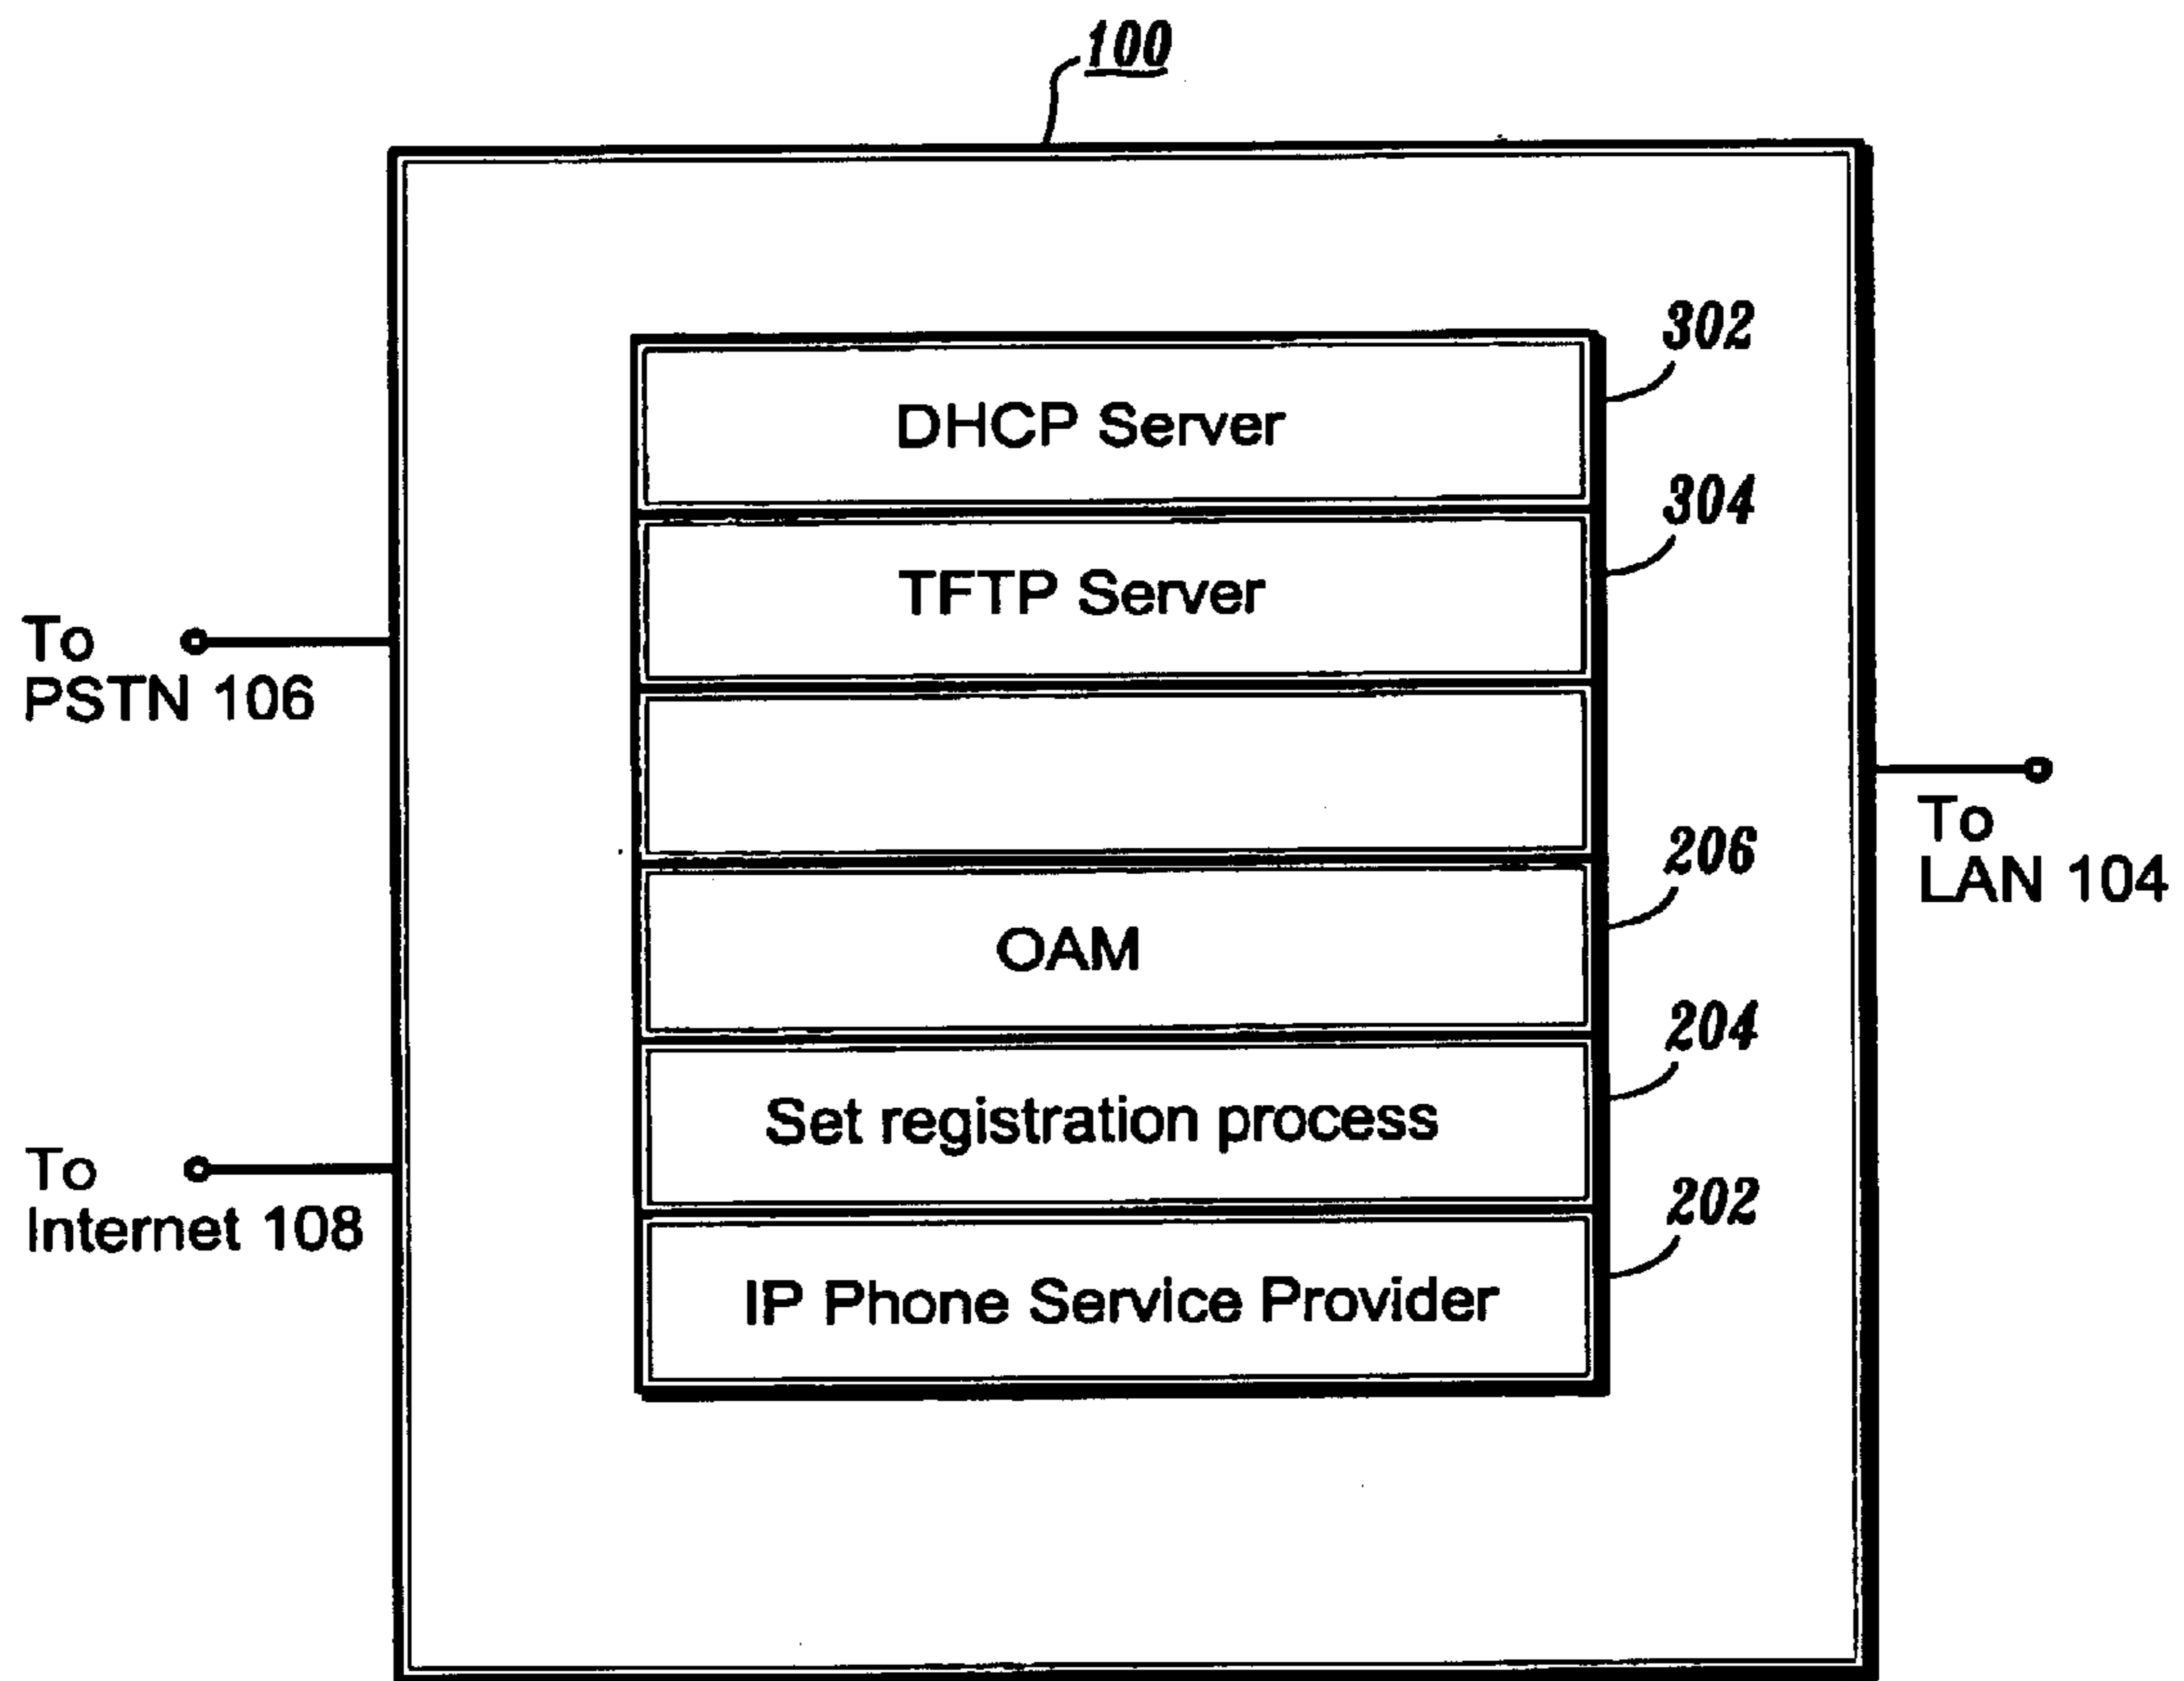 100
302
DHCP Server
304
TFTP Server
To
PSTN 106
To
LAN 104
206
OAM
204
Set registration process
To
Internet 108
202
IP Phone Service Provider